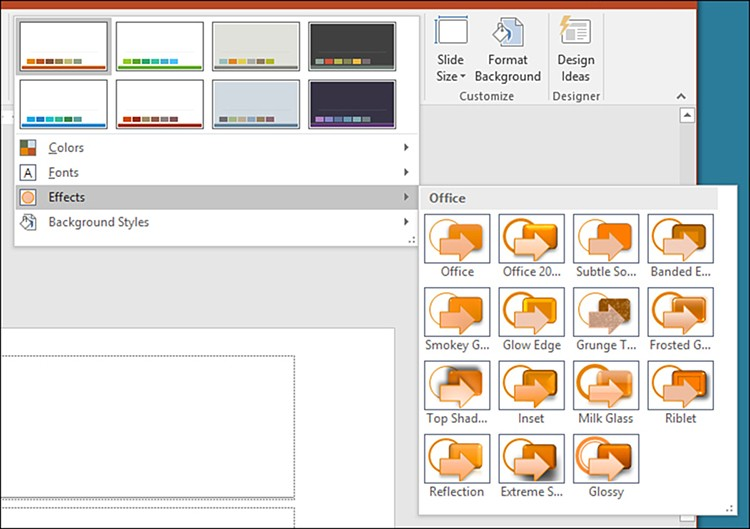 Slide Size
Format Background
Design Ideas
Customize
Designer
Colors
Fonts
Effects
Background Styles
Office
Office
Office 20...
Subtle So...
Banded E...
Smokey G...
Glow Edge
Grunge T...
Frosted G...
Top Shad...
Inset
Milk Glass
Riblet
Reflection
Extreme S...
Glossy